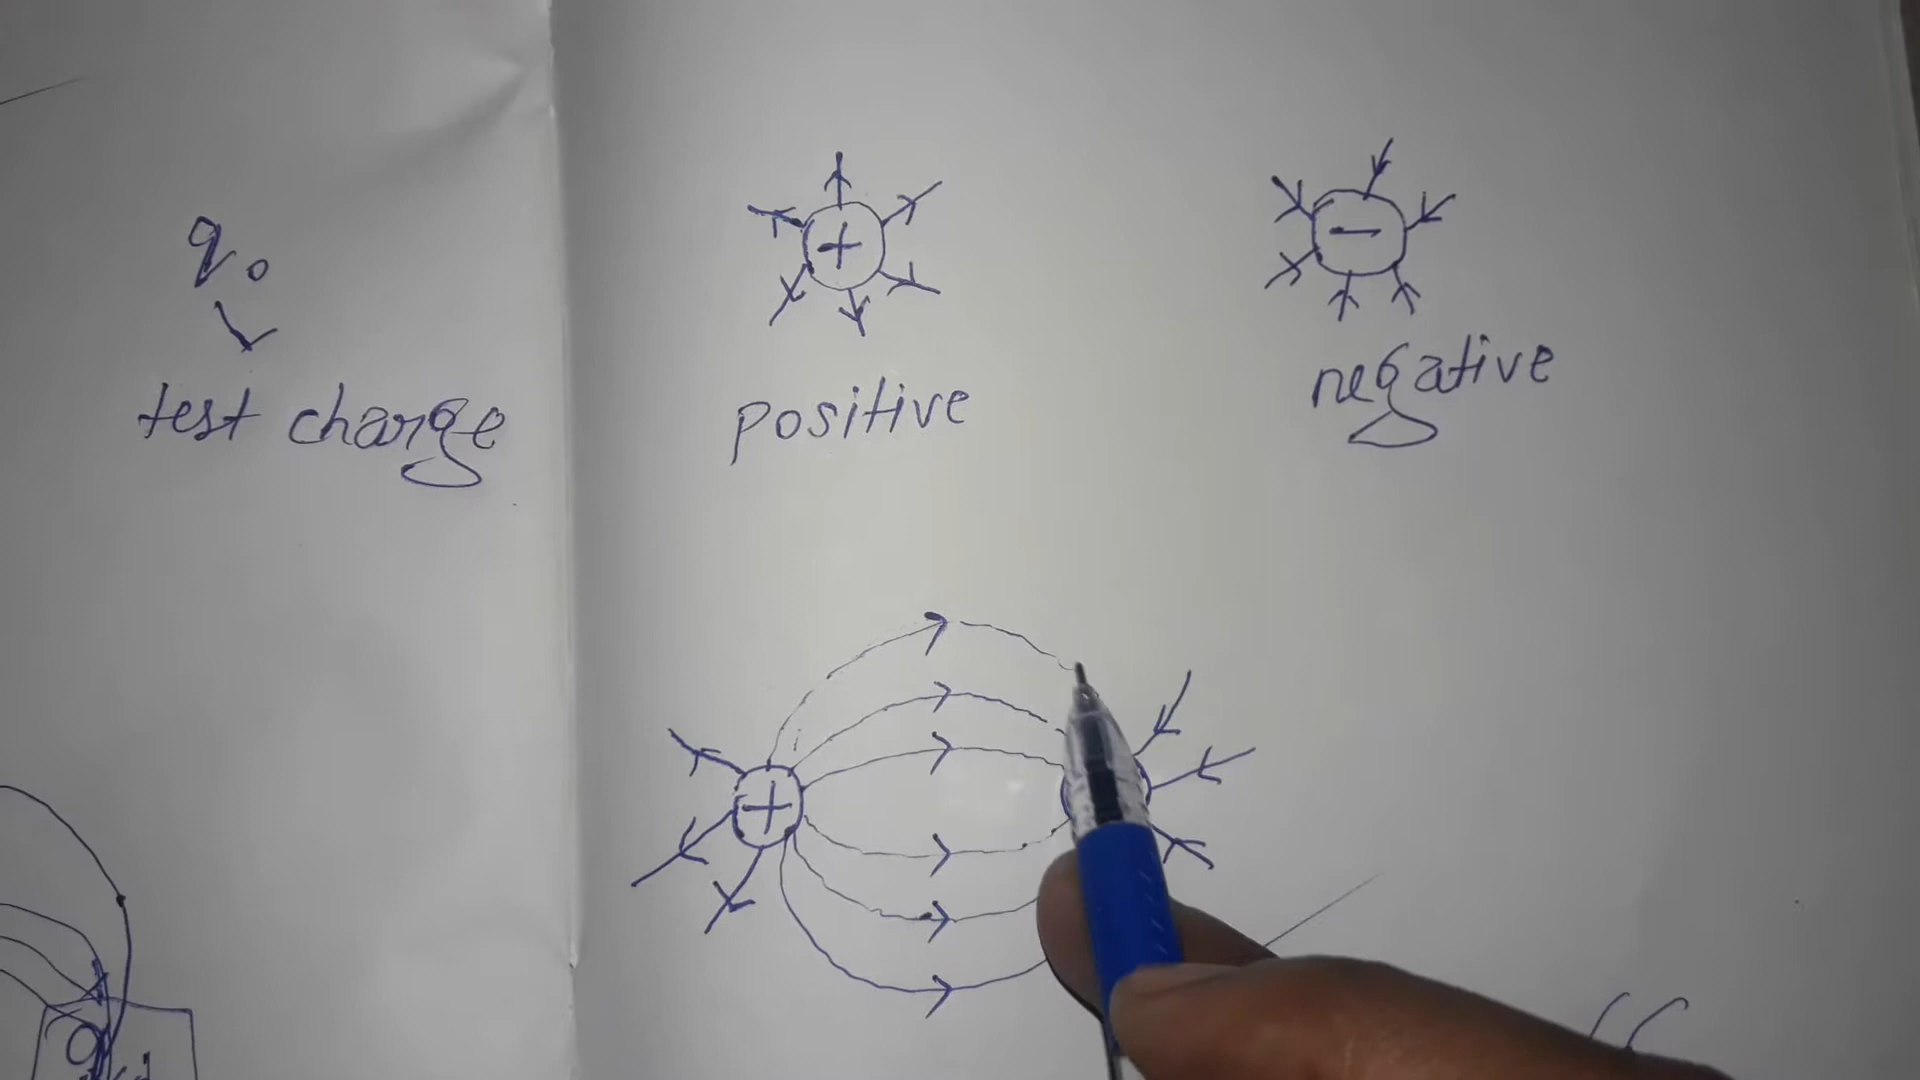 q₀
test charge
+
positive
−
negative
+